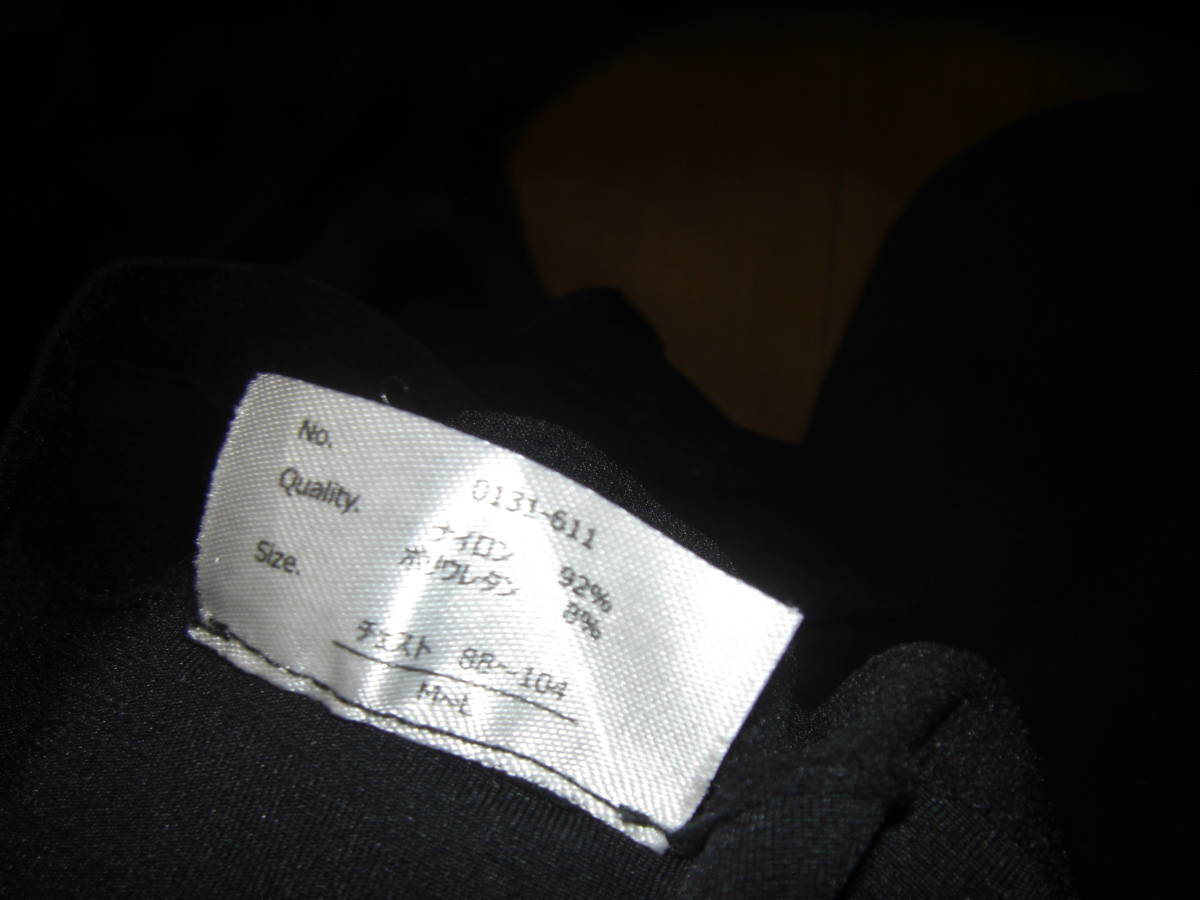 No. 0131-611
Quality. ナイロン 92%
ポリウレタン 8%
Size.
チェスト 88~104
M~L